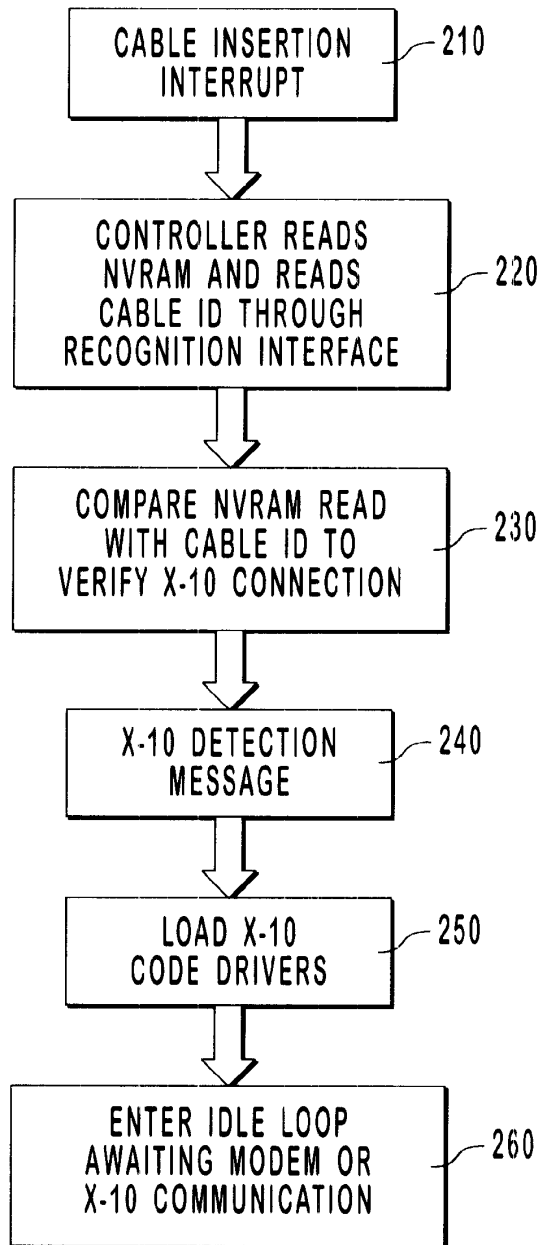 CABLE INSERTION
INTERRUPT
210
CONTROLLER READS
NVRAM AND READS
CABLE ID THROUGH
RECOGNITION INTERFACE
220
COMPARE NVRAM READ
WITH CABLE ID TO
VERIFY X-10 CONNECTION
230
X-10 DETECTION
MESSAGE
240
LOAD X-10
CODE DRIVERS
250
ENTER IDLE LOOP
AWAITING MODEM OR
X-10 COMMUNICATION
260